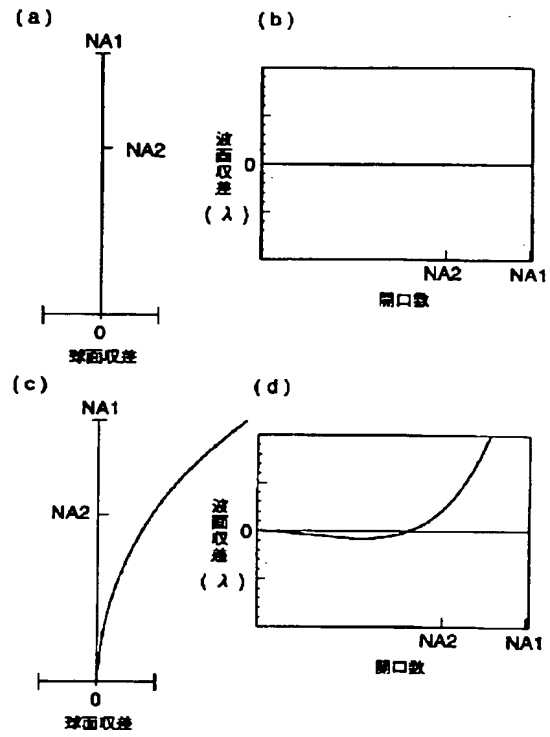 (a)
NA1
NA2
0
球面収差
(b)
波面収差
(λ)
0
NA2
NA1
開口数
(c)
NA1
NA2
0
球面収差
(d)
波面収差
(λ)
0
NA2
NA1
開口数